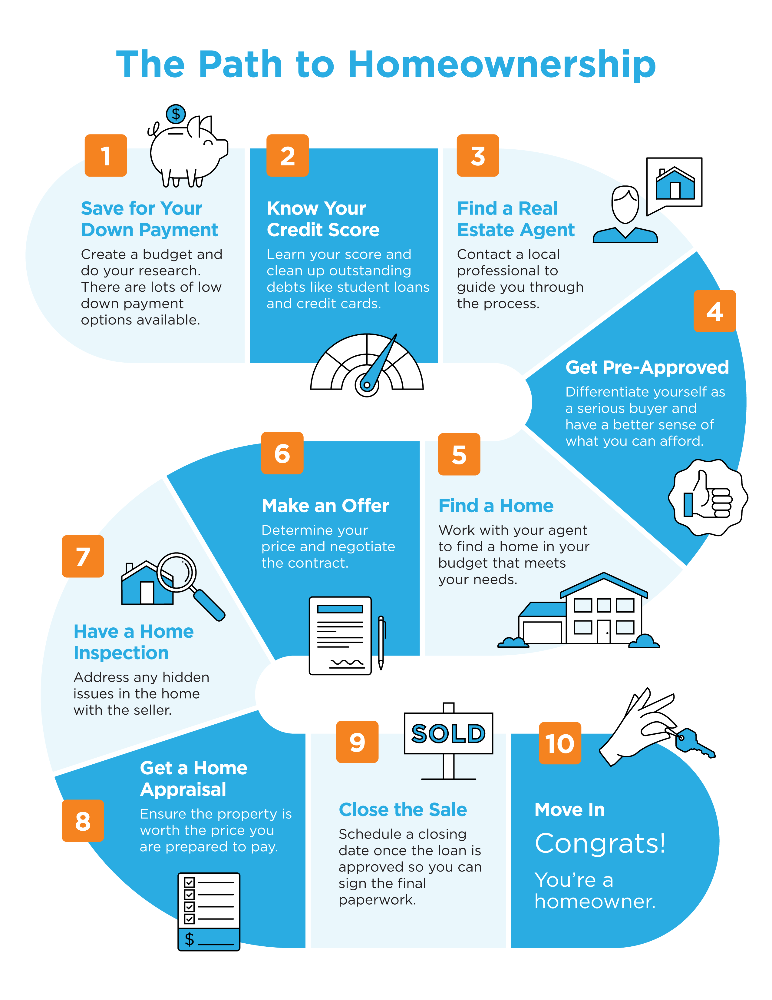 The Path to Homeownership
$
1
Save for Your
Down Payment
Create a budget and
do your research.
There are lots of low
down payment
options available.
2
Know Your
Credit Score
Learn your score and
clean up outstanding
debts like student loans
and credit cards.
3
Find a Real
Estate Agent
Contact a local
professional to
guide you through
the process.
4
Get Pre-Approved
Differentiate yourself as
a serious buyer and
have a better sense of
what you can afford.
5
Find a Home
Work with your agent
to find a home in your
budget that meets
your needs.
6
Make an Offer
Determine your
price and negotiate
the contract.
7
Have a Home
Inspection
Address any hidden
issues in the home
with the seller.
8
Get a Home
Appraisal
Ensure the property is
worth the price you
are prepared to pay.
$
9
SOLD
Close the Sale
Schedule a closing
date once the loan is
approved so you can
sign the final
paperwork.
10
Move In
Congrats!
You're a
homeowner.